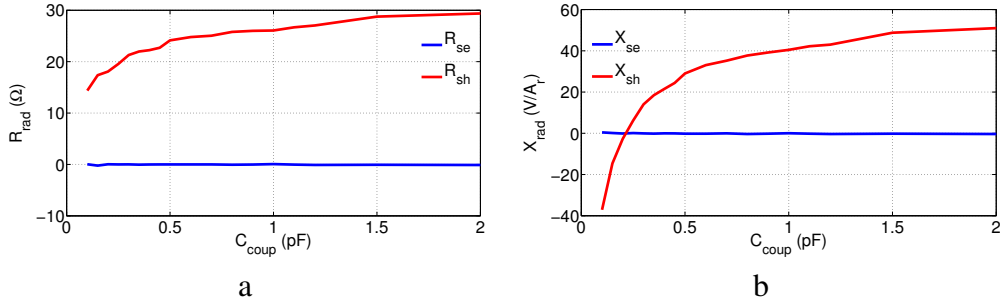 30
20
10
0
−10
R_rad (Ω)
R_se
R_sh
0 0.5 1 1.5 2
C_coup (pF)
a
60
40
20
0
−20
−40
X_rad (V/A_r)
X_se
X_sh
0 0.5 1 1.5 2
C_coup (pF)
b